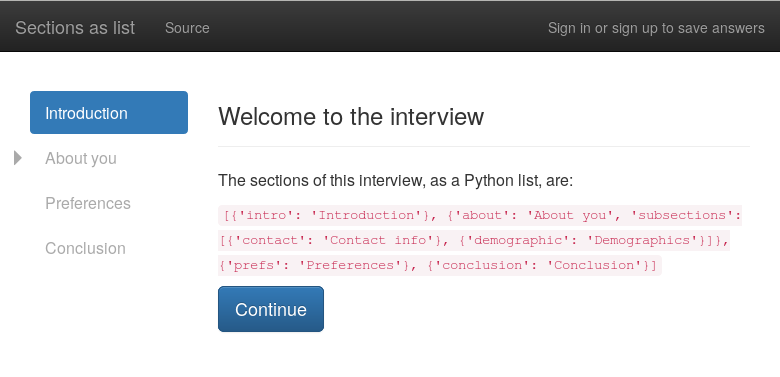 Sections as list Source Sign in or sign up to save answers
Introduction
About you
Preferences
Conclusion
Welcome to the interview
The sections of this interview, as a Python list, are:
[{'intro': 'Introduction'}, {'about': 'About you', 'subsections':
[{'contact': 'Contact info'}, {'demographic': 'Demographics'}]},
{'prefs': 'Preferences'}, {'conclusion': 'Conclusion'}]
Continue